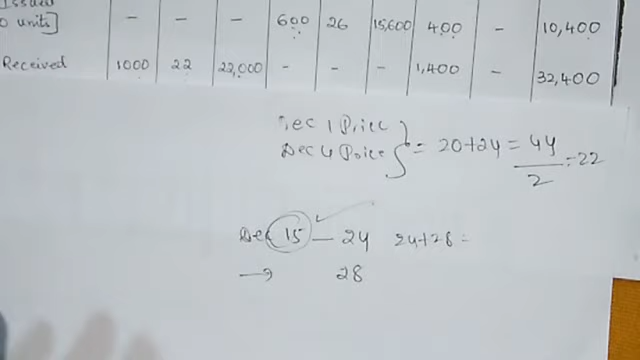 Issued - - - 600 26 15,600 400 - 10,400
units]
Received 1000 22 22,000 - - - 1,400 - 32,400
Dec 1 Price
Dec 4 Price } = 20+24 = 44/2 = 22
Dec 15 - 24 24+28 =
→ 28